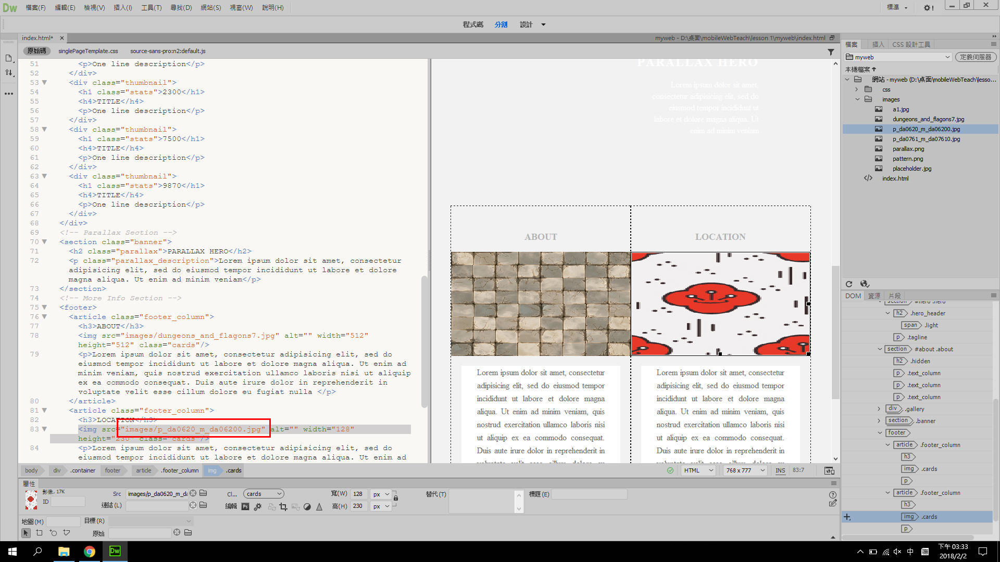 Dw 檔案(F) 編輯(E) 檢視(V) 插入(I) 工具(T) 尋找(D) 網站(S) 視窗(W) 說明(H) 標準
程式碼 分割 設計
index.html* myweb - D:\桌面\mobileWebTeach\lesson 1\myweb\index.html
原始碼 singlePageTemplate.css source-sans-pro:n2:default.js
51 <p>One line description</p>
52 </div>
53 <div class="thumbnail">
54 <h1 class="stats">2300</h1>
55 <h4>TITLE</h4>
56 <p>One line description</p>
57 </div>
58 <div class="thumbnail">
59 <h1 class="stats">7500</h1>
60 <h4>TITLE</h4>
61 <p>One line description</p>
62 </div>
63 <div class="thumbnail">
64 <h1 class="stats">9870</h1>
65 <h4>TITLE</h4>
66 <p>One line description</p>
67 </div>
68 </div>
69 <!-- Parallax Section -->
70 <section class="banner">
71 <h2 class="parallax">PARALLAX HERO</h2>
72 <p class="parallax_description">Lorem ipsum dolor sit amet, consectetur
adipisicing elit, sed do eiusmod tempor incididunt ut labore et dolore
magna aliqua. Ut enim ad minim veniam</p>
73 </section>
74 <!-- More Info Section -->
75 <footer>
76 <article class="footer_column">
77 <h3>ABOUT</h3>
78 <img src="images/dungeons_and_flagons7.jpg" alt="" width="512"
height="512" class="cards"/>
79 <p>Lorem ipsum dolor sit amet, consectetur adipisicing elit, sed do
eiusmod tempor incididunt ut labore et dolore magna aliqua. Ut enim ad
minim veniam, quis nostrud exercitation ullamco laboris nisi ut aliquip
ex ea commodo consequat. Duis aute irure dolor in reprehenderit in
voluptate velit esse cillum dolore eu fugiat nulla </p>
80 </article>
81 <article class="footer_column">
82 <h3>LOCATION</h3>
83 <img src="images/p_da0620_m_da06200.jpg" alt="" width="128"
height="230" class="cards"/>
84 <p>Lorem ipsum dolor sit amet, consectetur adipisicing elit, sed do
eiusmod tempor incididunt ut labore et dolore magna aliqua. Ut enim ad
PARALLAX HERO
Lorem ipsum dolor sit amet,
consectetur adipisicing elit, sed do
eiusmod tempor incididunt ut
labore et dolore magna aliqua. Ut
enim ad minim veniam
ABOUT
Lorem ipsum dolor sit amet, consectetur
adipisicing elit, sed do eiusmod tempor
incididunt ut labore et dolore magna
aliqua. Ut enim ad minim veniam, quis
nostrud exercitation ullamco laboris nisi
ut aliquip ex ea commodo consequat.
Duis aute irure dolor in reprehenderit in
LOCATION
Lorem ipsum dolor sit amet, consectetur
adipisicing elit, sed do eiusmod tempor
incididunt ut labore et dolore magna
aliqua. Ut enim ad minim veniam, quis
nostrud exercitation ullamco laboris nisi
ut aliquip ex ea commodo consequat.
Duis aute irure dolor in reprehenderit in
body div .container footer article .footer_column img .cards HTML 768 x 777 INS 83:7
屬性
影像, 17K Src images/p_da0620_m_da Cl... cards 寬(W) 128 px 替代(T) 標題(E)
ID 連結(L) 編輯 Ps 高(H) 230 px
地圖(M) 目標(R)
原始
檔案 插入 CSS 設計工具
myweb 定義伺服器
本機檔案
網站 - myweb (D:\桌面\mobileWebTeach\lesso...
css
images
a1.jpg
dungeons_and_flagons7.jpg
p_da0620_m_da06200.jpg
p_da0761_m_da07610.jpg
parallax.png
pattern.png
placeholder.jpg
index.html
DOM 資源 片段
section #hero .hero
h2 .hero_header
span .light
p .tagline
section #about .about
h2 .hidden
p .text_column
p .text_column
p .text_column
div .gallery
section .banner
footer
article .footer_column
h3
img .cards
p
article .footer_column
h3
img .cards
p
Dw 中 下午 03:33
2018/2/2